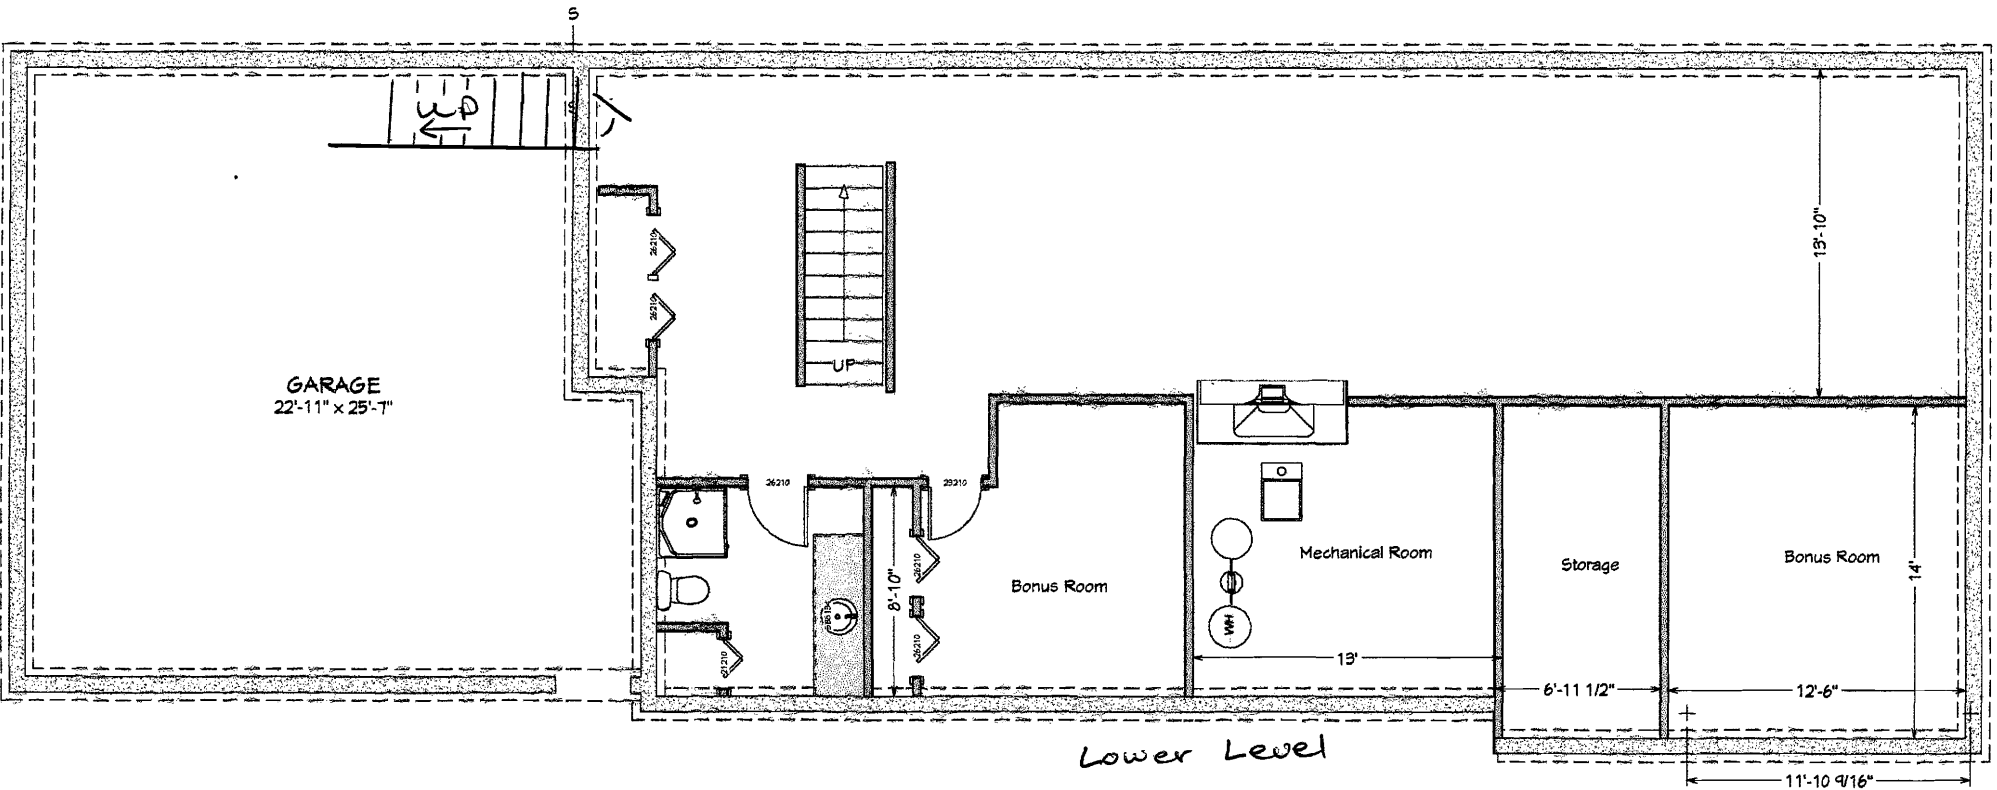 S
UP
26210
26210
13'-10"
UP
GARAGE
22'-11" x 25'-7"
26210
23210
26210
Mechanical Room
Storage
Bonus Room
14'
Bonus Room
8'-10"
WH
26210
21210
13'
6'-11 1/2"
12'-6"
Lower Level
11'-10 9/16"